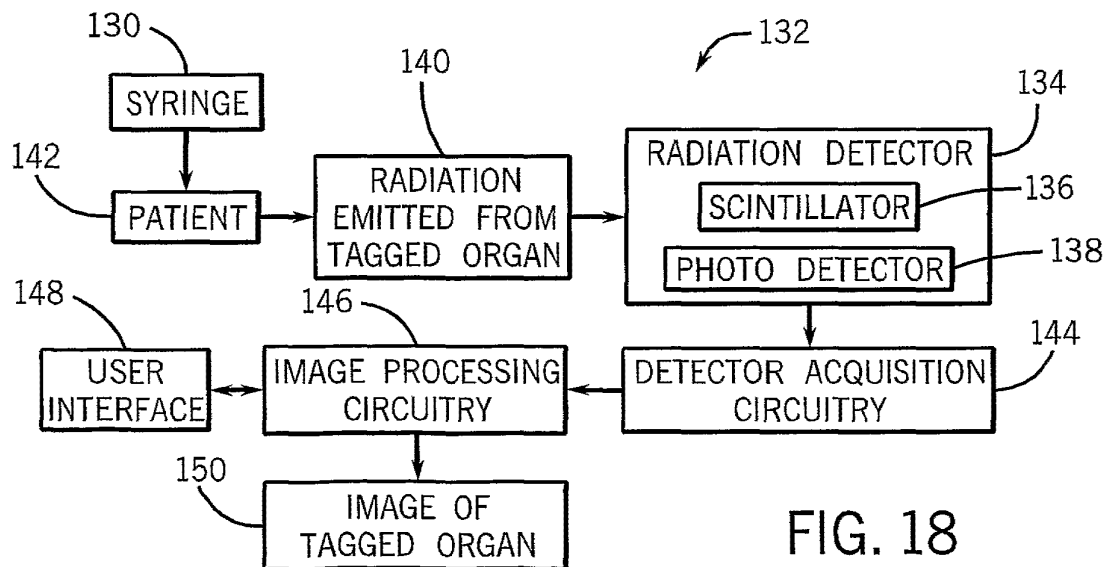 130
SYRINGE
142
PATIENT
140
RADIATION
EMITTED FROM
TAGGED ORGAN
132
134
RADIATION DETECTOR
SCINTILLATOR
136
PHOTO DETECTOR
138
148
USER
INTERFACE
146
IMAGE PROCESSING
CIRCUITRY
DETECTOR ACQUISITION
CIRCUITRY
144
150
IMAGE OF
TAGGED ORGAN
FIG. 18